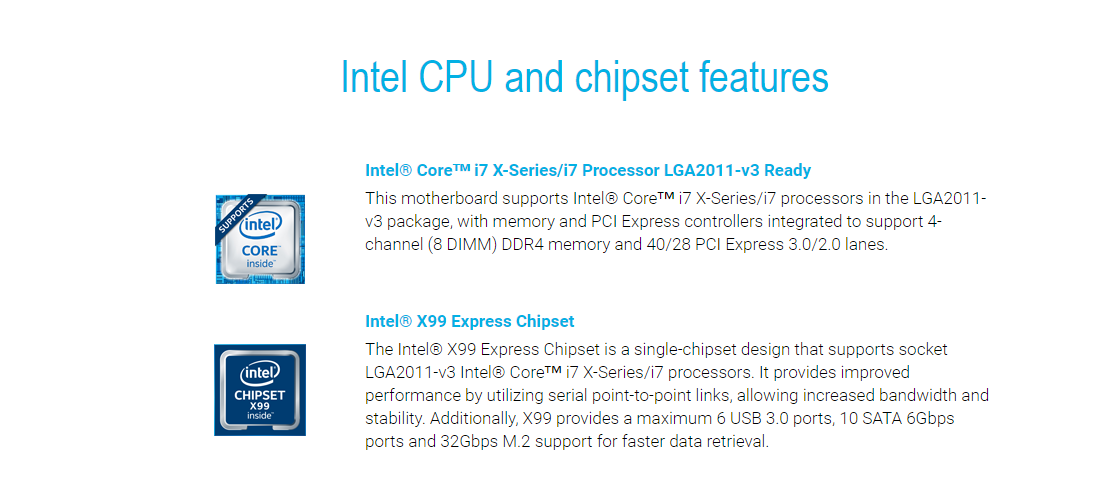 Intel CPU and chipset features
Intel® Core™ i7 X-Series/i7 Processor LGA2011-v3 Ready
This motherboard supports Intel® Core™ i7 X-Series/i7 processors in the LGA2011-
v3 package, with memory and PCI Express controllers integrated to support 4-
channel (8 DIMM) DDR4 memory and 40/28 PCI Express 3.0/2.0 lanes.
SUPPORTS
intel
CORE™
inside™
Intel® X99 Express Chipset
The Intel® X99 Express Chipset is a single-chipset design that supports socket
LGA2011-v3 Intel® Core™ i7 X-Series/i7 processors. It provides improved
performance by utilizing serial point-to-point links, allowing increased bandwidth and
stability. Additionally, X99 provides a maximum 6 USB 3.0 ports, 10 SATA 6Gbps
ports and 32Gbps M.2 support for faster data retrieval.
intel
CHIPSET
X99
inside™